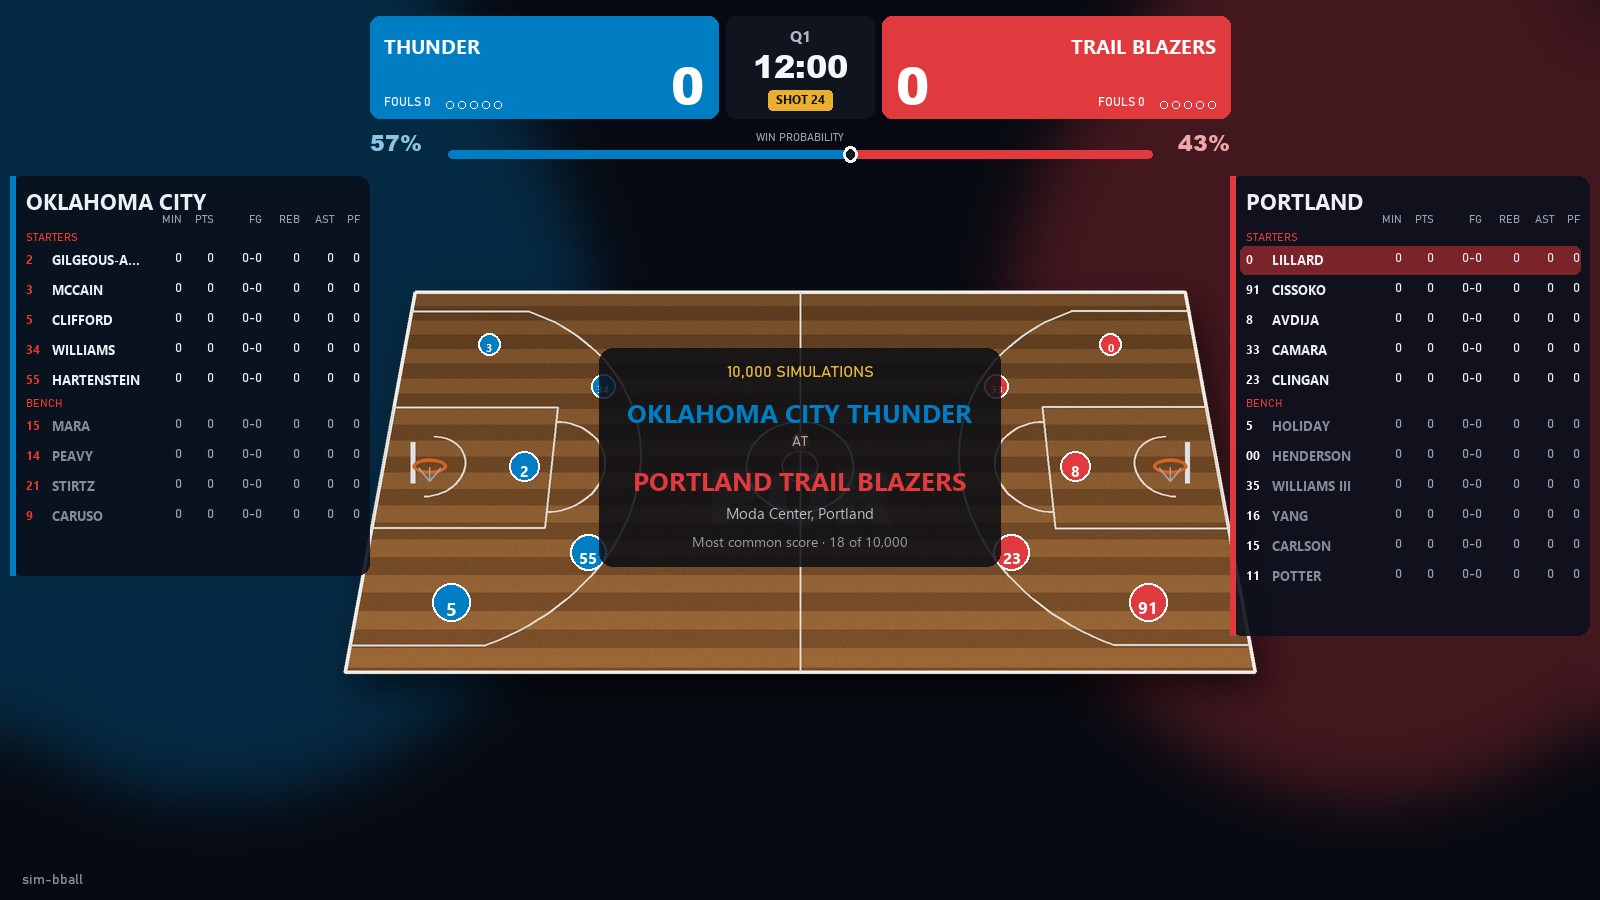 THUNDER
0
FOULS 0
Q1
12:00
SHOT 24
TRAIL BLAZERS
0
FOULS 0
57%
WIN PROBABILITY
43%
OKLAHOMA CITY
MIN PTS FG REB AST PF
STARTERS
2 GILGEOUS-A... 0 0 0-0 0 0 0
3 MCCAIN 0 0 0-0 0 0 0
5 CLIFFORD 0 0 0-0 0 0 0
34 WILLIAMS 0 0 0-0 0 0 0
55 HARTENSTEIN 0 0 0-0 0 0 0
BENCH
15 MARA 0 0 0-0 0 0 0
14 PEAVY 0 0 0-0 0 0 0
21 STIRTZ 0 0 0-0 0 0 0
9 CARUSO 0 0 0-0 0 0 0
PORTLAND
MIN PTS FG REB AST PF
STARTERS
0 LILLARD 0 0 0-0 0 0 0
91 CISSOKO 0 0 0-0 0 0 0
8 AVDIJA 0 0 0-0 0 0 0
33 CAMARA 0 0 0-0 0 0 0
23 CLINGAN 0 0 0-0 0 0 0
BENCH
5 HOLIDAY 0 0 0-0 0 0 0
00 HENDERSON 0 0 0-0 0 0 0
35 WILLIAMS III 0 0 0-0 0 0 0
16 YANG 0 0 0-0 0 0 0
15 CARLSON 0 0 0-0 0 0 0
11 POTTER 0 0 0-0 0 0 0
3
34
2
55
5
10,000 SIMULATIONS
OKLAHOMA CITY THUNDER
AT
PORTLAND TRAIL BLAZERS
Moda Center, Portland
Most common score · 18 of 10,000
0
33
8
23
91
sim-bball